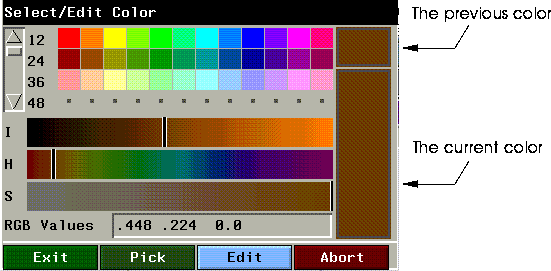 Select/Edit Color
The previous color
12
24
36
48
I
H
The current color
S
RGB Values .448 .224 0.0
Exit Pick Edit Abort